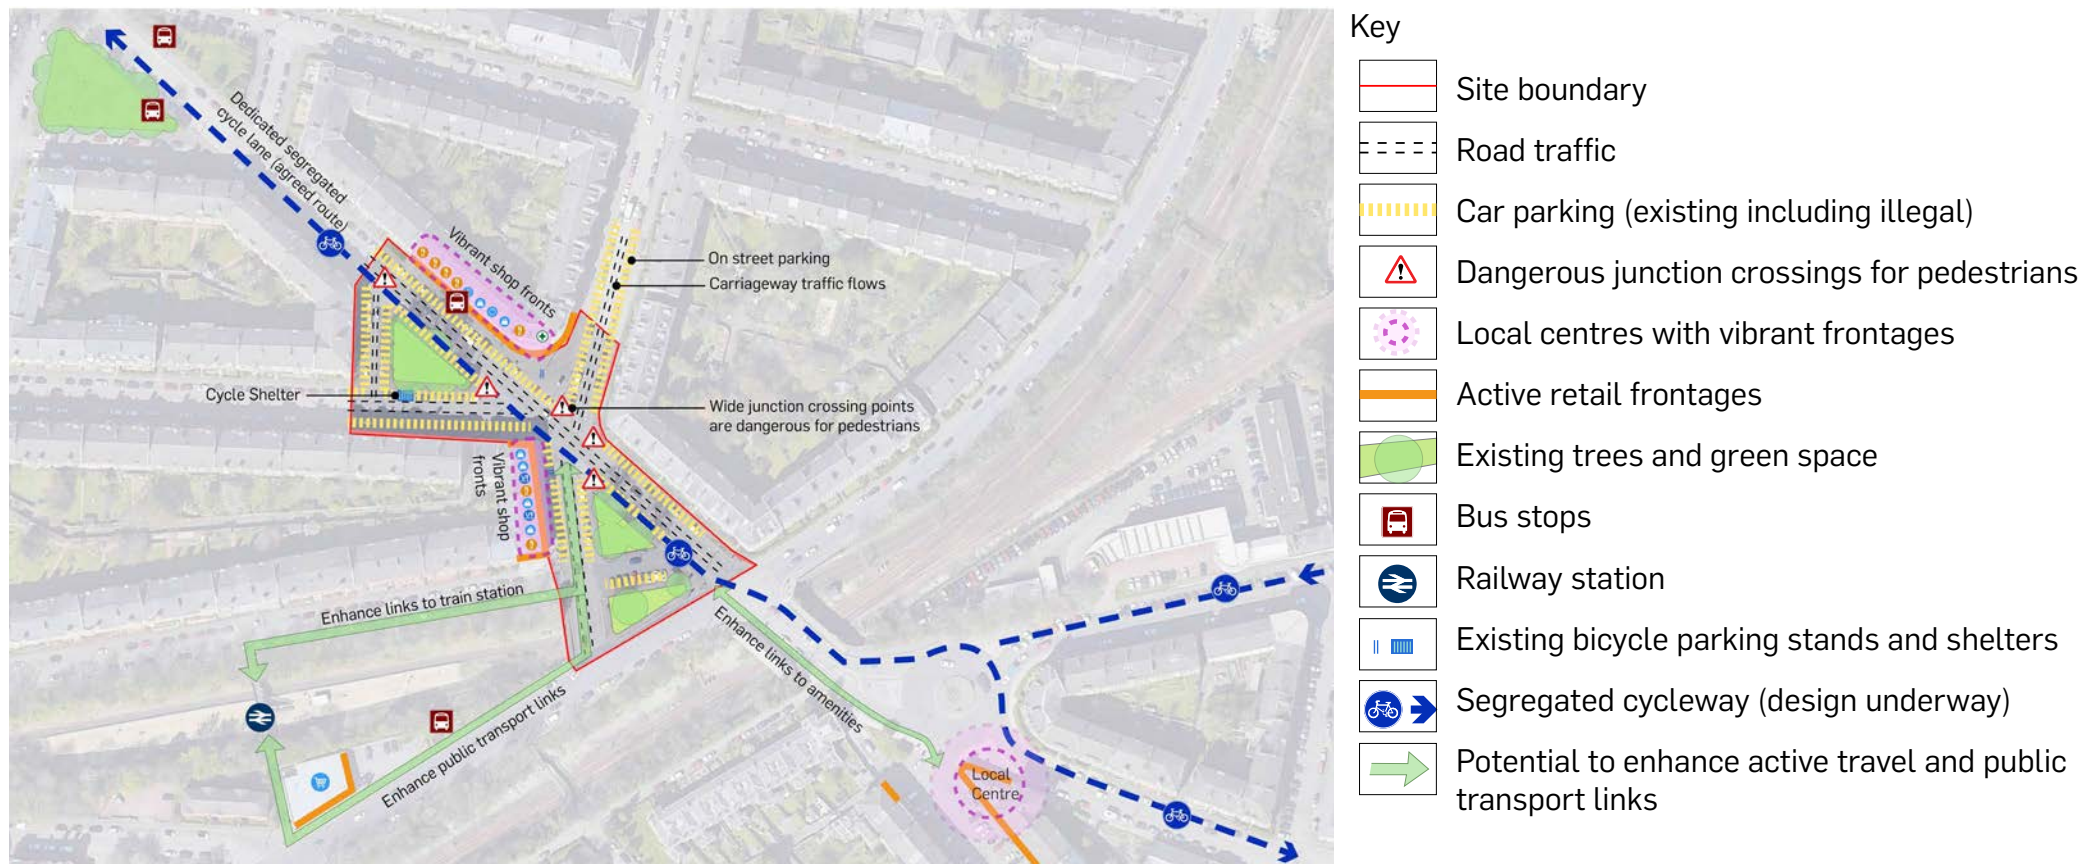 Dedicated segregated
cycle lane (agreed route)
Vibrant shop fronts
On street parking
Carriageway traffic flows
Cycle Shelter
Wide junction crossing points
are dangerous for pedestrians
Vibrant shop
fronts
Enhance links to train station
Enhance public transport links
Enhance links to amenities
Local
Centre
Key
Site boundary
Road traffic
Car parking (existing including illegal)
Dangerous junction crossings for pedestrians
Local centres with vibrant frontages
Active retail frontages
Existing trees and green space
Bus stops
Railway station
Existing bicycle parking stands and shelters
Segregated cycleway (design underway)
Potential to enhance active travel and public
transport links